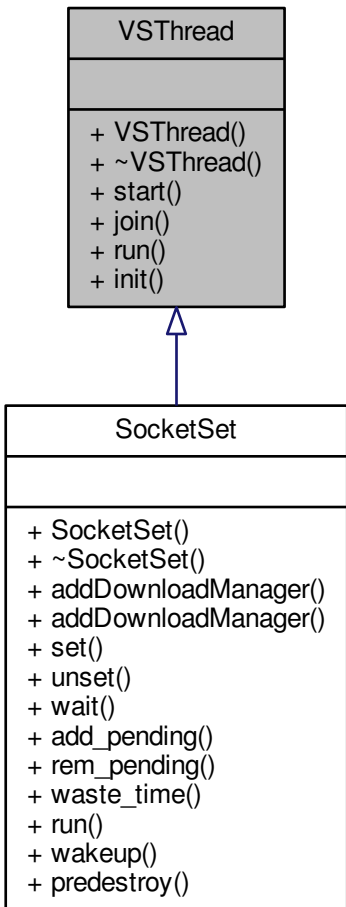 VSThread
+ VSThread()
+ ~VSThread()
+ start()
+ join()
+ run()
+ init()
SocketSet
+ SocketSet()
+ ~SocketSet()
+ addDownloadManager()
+ addDownloadManager()
+ set()
+ unset()
+ wait()
+ add_pending()
+ rem_pending()
+ waste_time()
+ run()
+ wakeup()
+ predestroy()